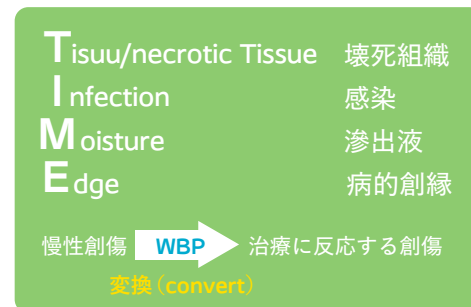 Tisuu/necrotic Tissue 壊死組織
Infection 感染
Moisture 滲出液
Edge 病的創縁
慢性創傷 WBP 治療に反応する創傷
変換(convert)